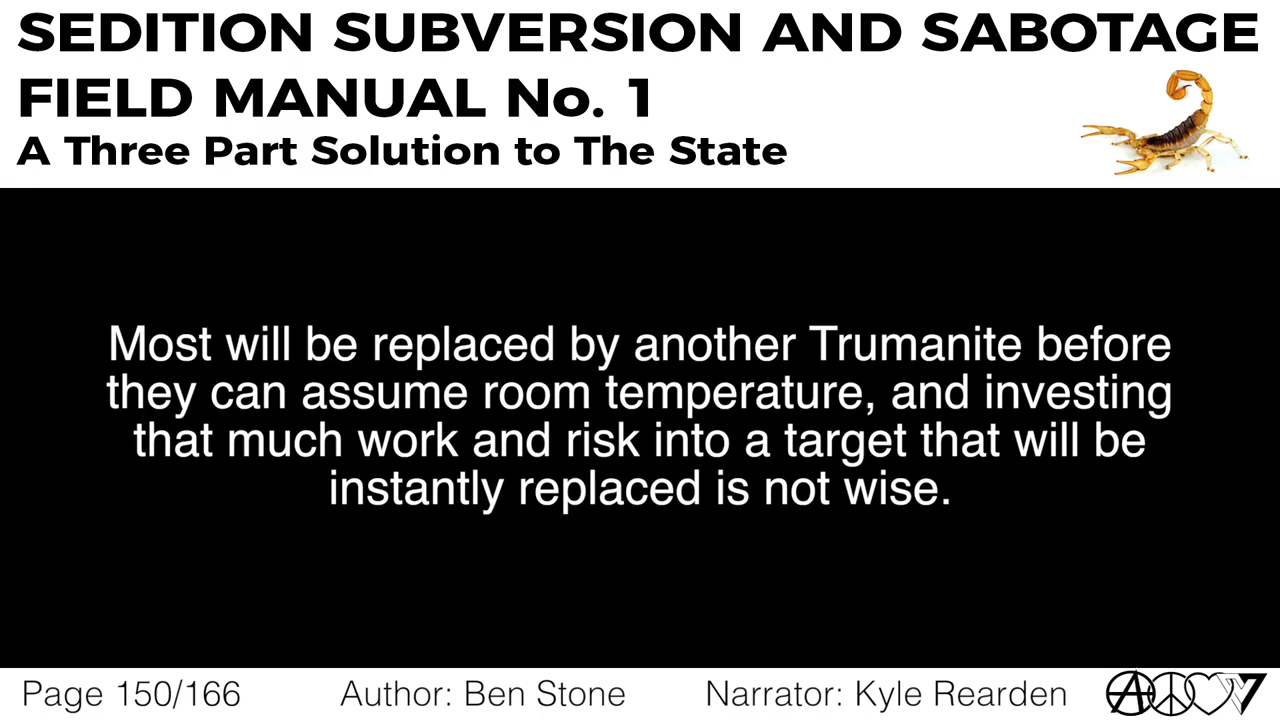 SEDITION SUBVERSION AND SABOTAGE
FIELD MANUAL No. 1
A Three Part Solution to The State
Most will be replaced by another Trumanite before
they can assume room temperature, and investing
that much work and risk into a target that will be
instantly replaced is not wise.
Page 150/166 Author: Ben Stone Narrator: Kyle Rearden